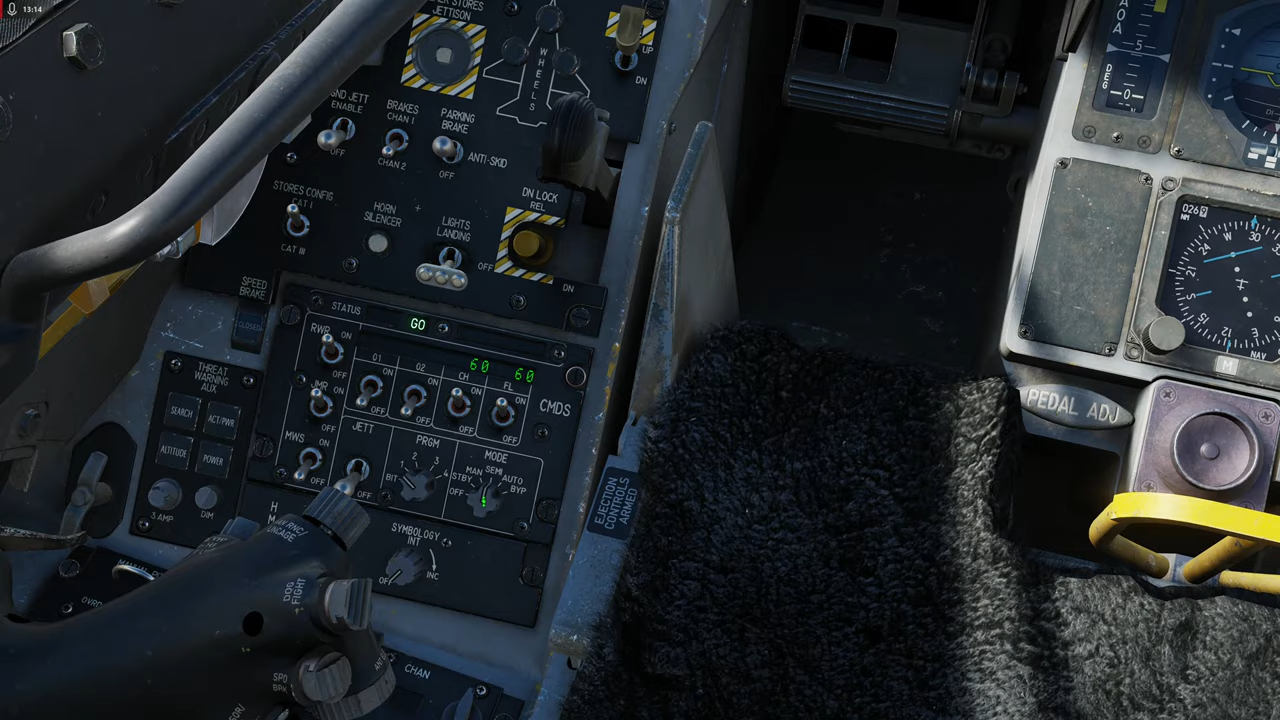 13:14
STORES
JETTISON
WHEELS
UP
DN
GND JETT
ENABLE
OFF
BRAKES
CHAN 1
CHAN 2
PARKING
BRAKE
ANTI-SKID
OFF
STORES CONFIG
CAT I
CAT III
HORN
SILENCER
LIGHTS
LANDING
OFF
DN LOCK
REL
DN
SPEED
BRAKE
CLOSED
STATUS
GO
RWR
ON
OFF
JMR
ON
OFF
MWS
ON
OFF
01
ON
OFF
02
ON
OFF
60
CH
ON
OFF
60
FL
ON
OFF
CMDS
JETT
ON
OFF
PRGM
BIT
1
2
3
4
MODE
OFF
STBY
MAN
SEMI
AUTO
BYP
THREAT
WARNING
AUX
SEARCH
ACT/PWR
ALTITUDE
POWER
3 AMP
DIM
SYMBOLOGY
INT
INC
DOG
FIGHT
CHAN
EJECTION
CONTROLS
ARMED
PEDAL ADJ
AOA
5
DEG
0
026
NM
W
30
24
21
12
E
NAV
M